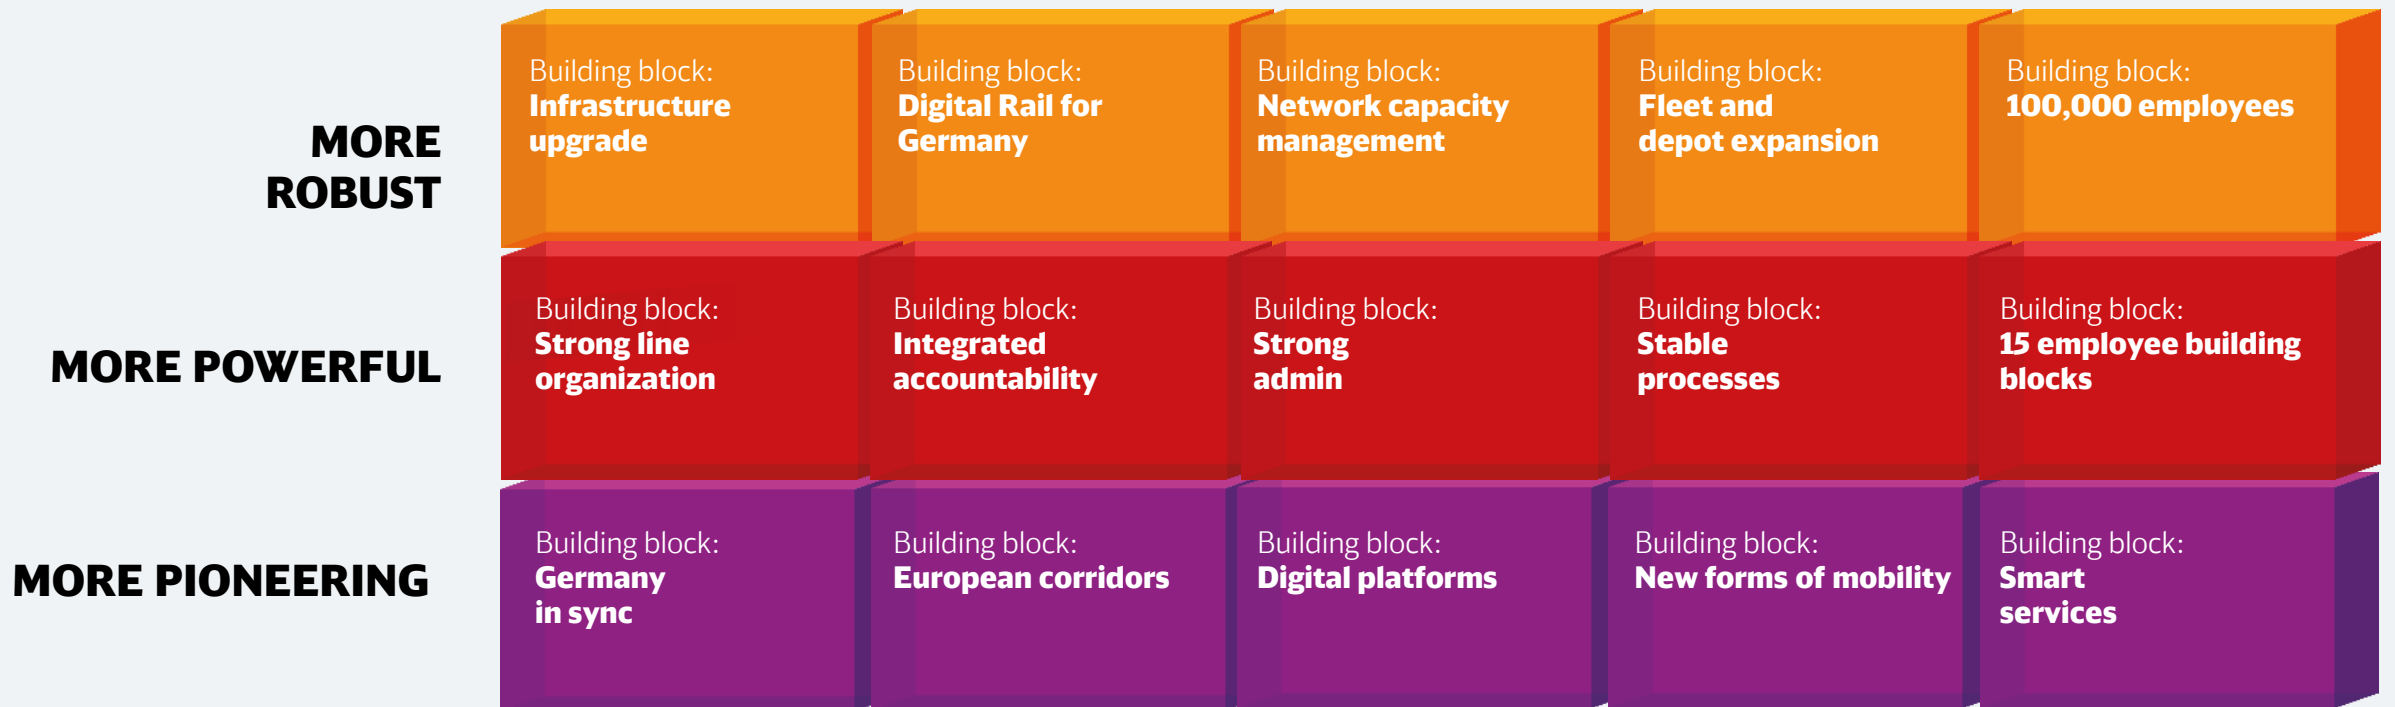 MORE
ROBUST
Building block:
Infrastructure
upgrade
Building block:
Digital Rail for
Germany
Building block:
Network capacity
management
Building block:
Fleet and
depot expansion
Building block:
100,000 employees
MORE POWERFUL
Building block:
Strong line
organization
Building block:
Integrated
accountability
Building block:
Strong
admin
Building block:
Stable
processes
Building block:
15 employee building
blocks
MORE PIONEERING
Building block:
Germany
in sync
Building block:
European corridors
Building block:
Digital platforms
Building block:
New forms of mobility
Building block:
Smart
services